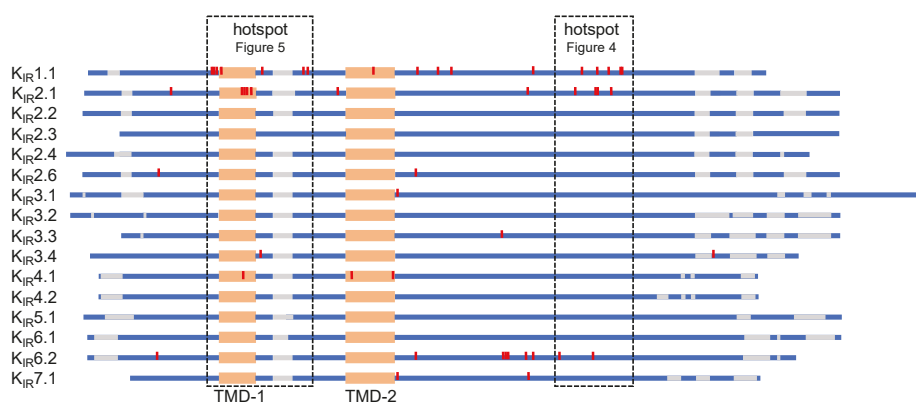 hotspot hotspot
Figure 5 Figure 4
KIR1.1
KIR2.1
KIR2.2
KIR2.3
KIR2.4
KIR2.6
KIR3.1
KIR3.2
KIR3.3
KIR3.4
KIR4.1
KIR4.2
KIR5.1
KIR6.1
KIR6.2
KIR7.1
TMD-1 TMD-2